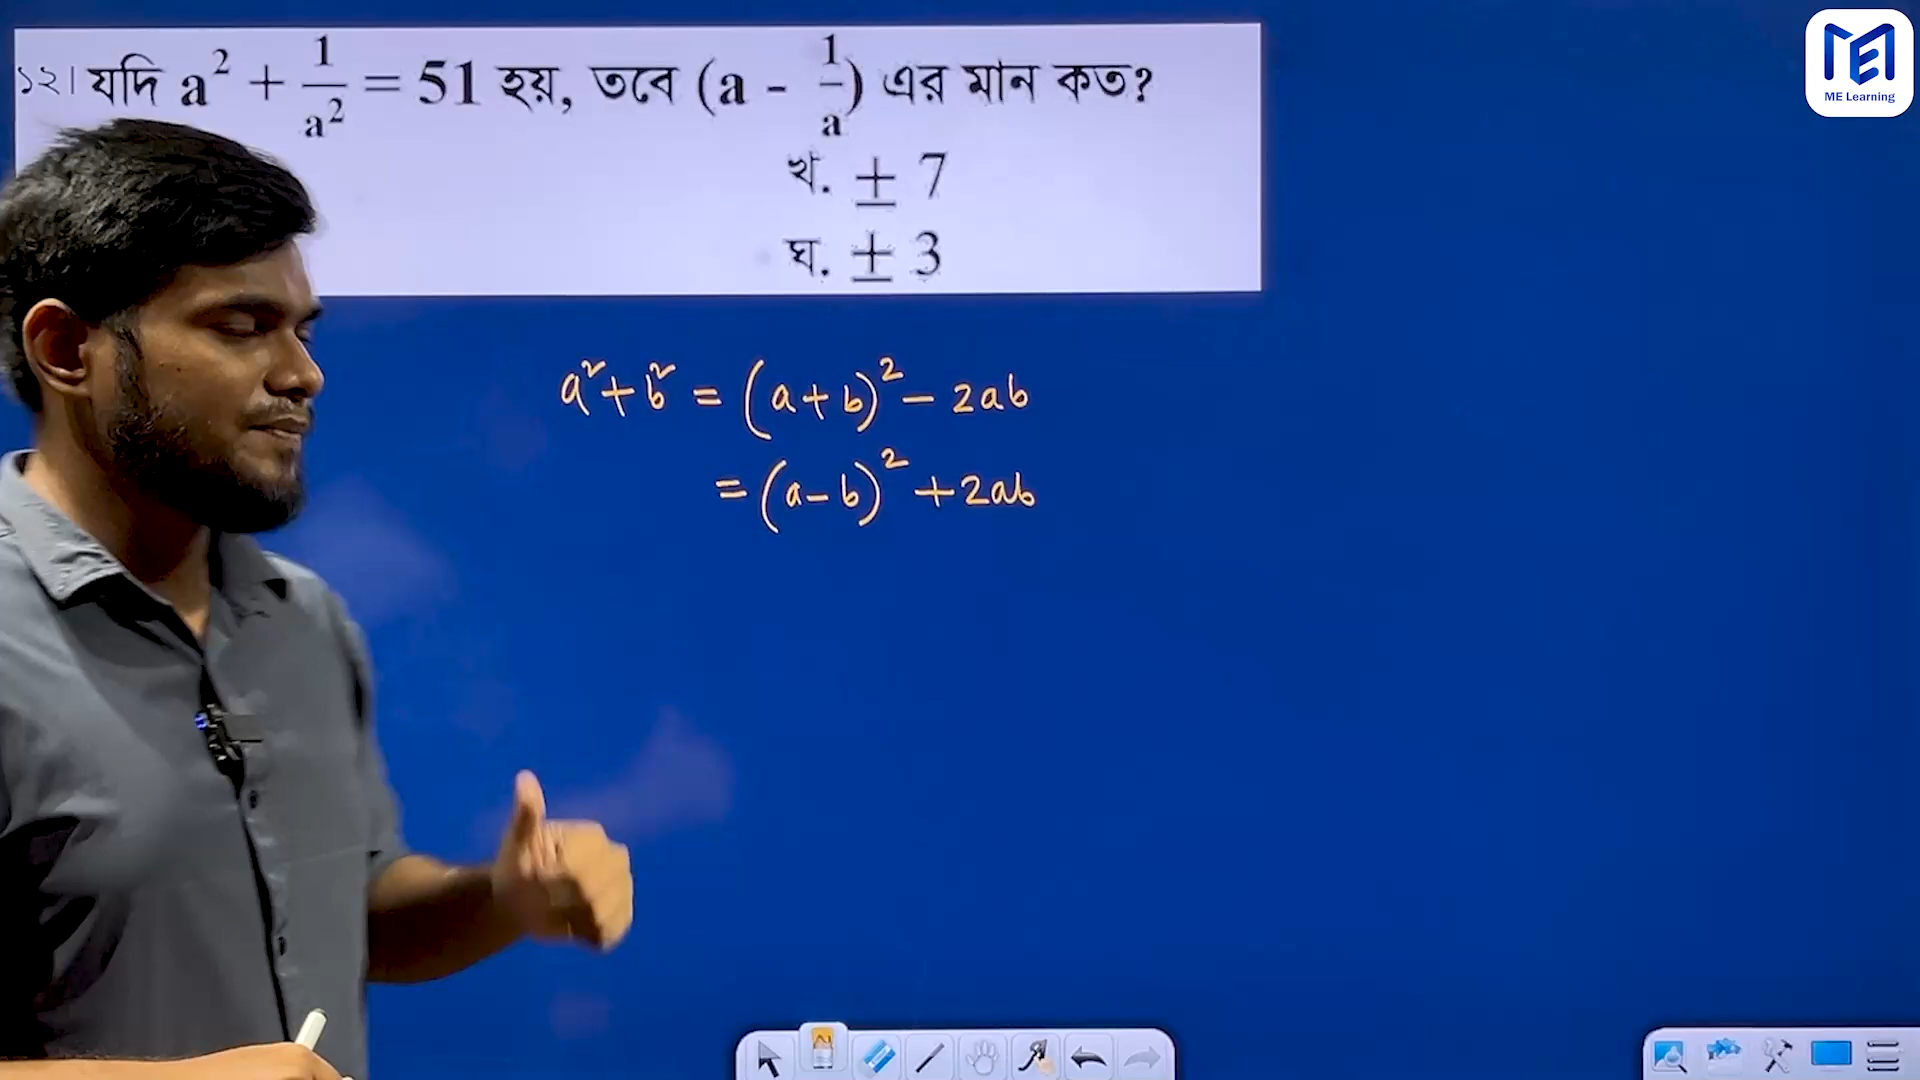 ১২। যদি a² + 1/a² = 51 হয়, তবে (a - 1/a) এর মান কত?
খ. ± 7
ঘ. ± 3
a² + b² = (a + b)² − 2ab
= (a − b)² + 2ab
ME Learning